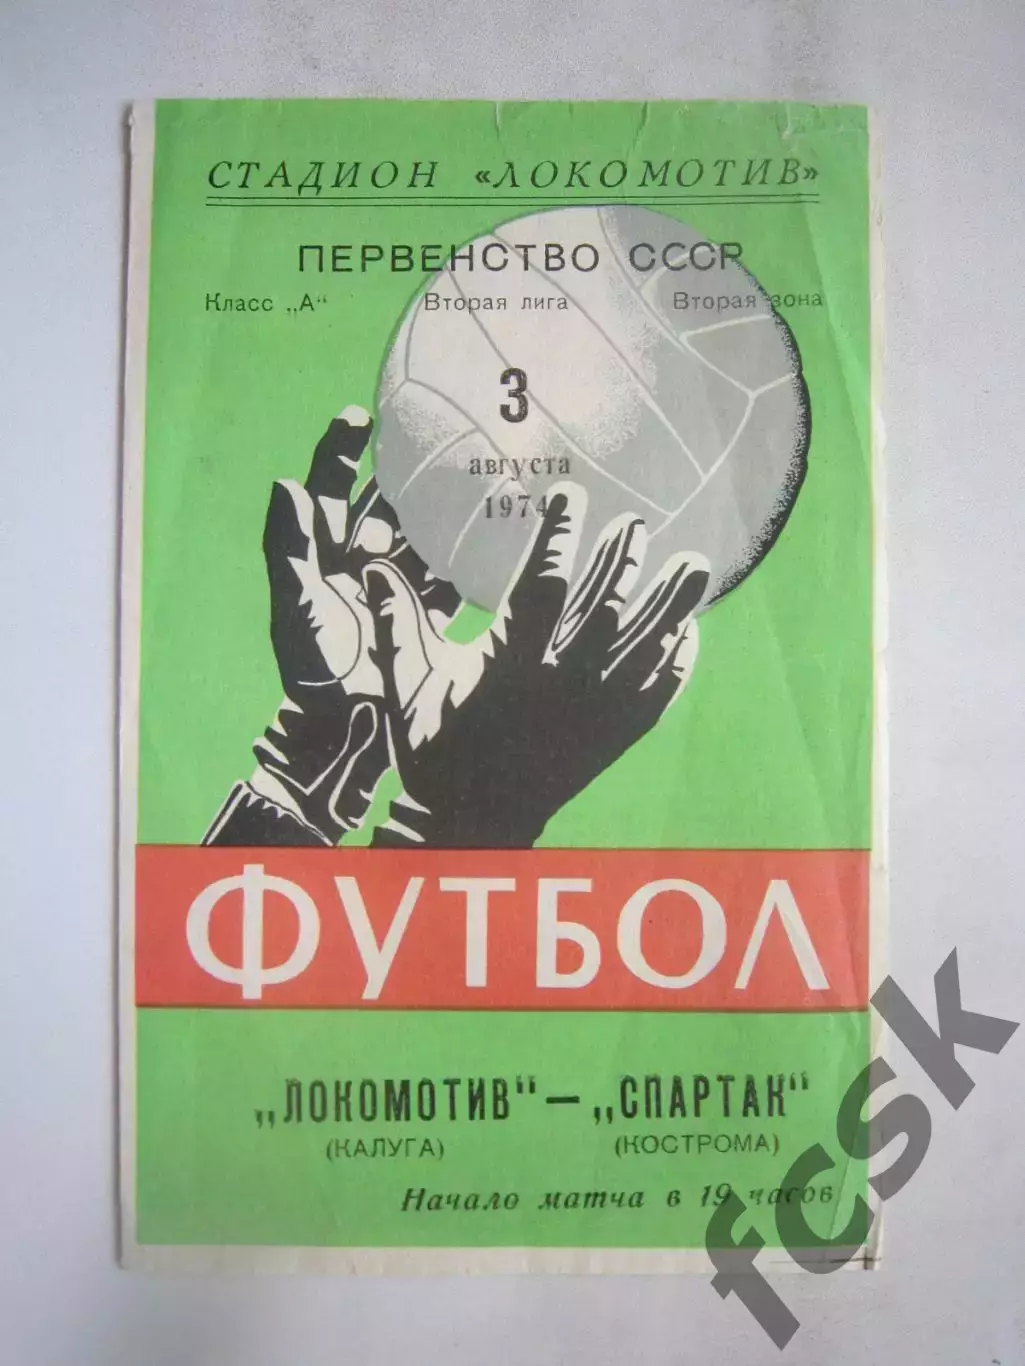 СТАДИОН «ЛОКОМОТИВ»
ПЕРВЕНСТВО СССР
Класс „А“ Вторая лига Вторая зона
3
августа
1974
ФУТБОЛ
„ЛОКОМОТИВ“ — „СПАРТАК“
(КАЛУГА) (КОСТРОМА)
Начало матча в 19 часов
fcsk